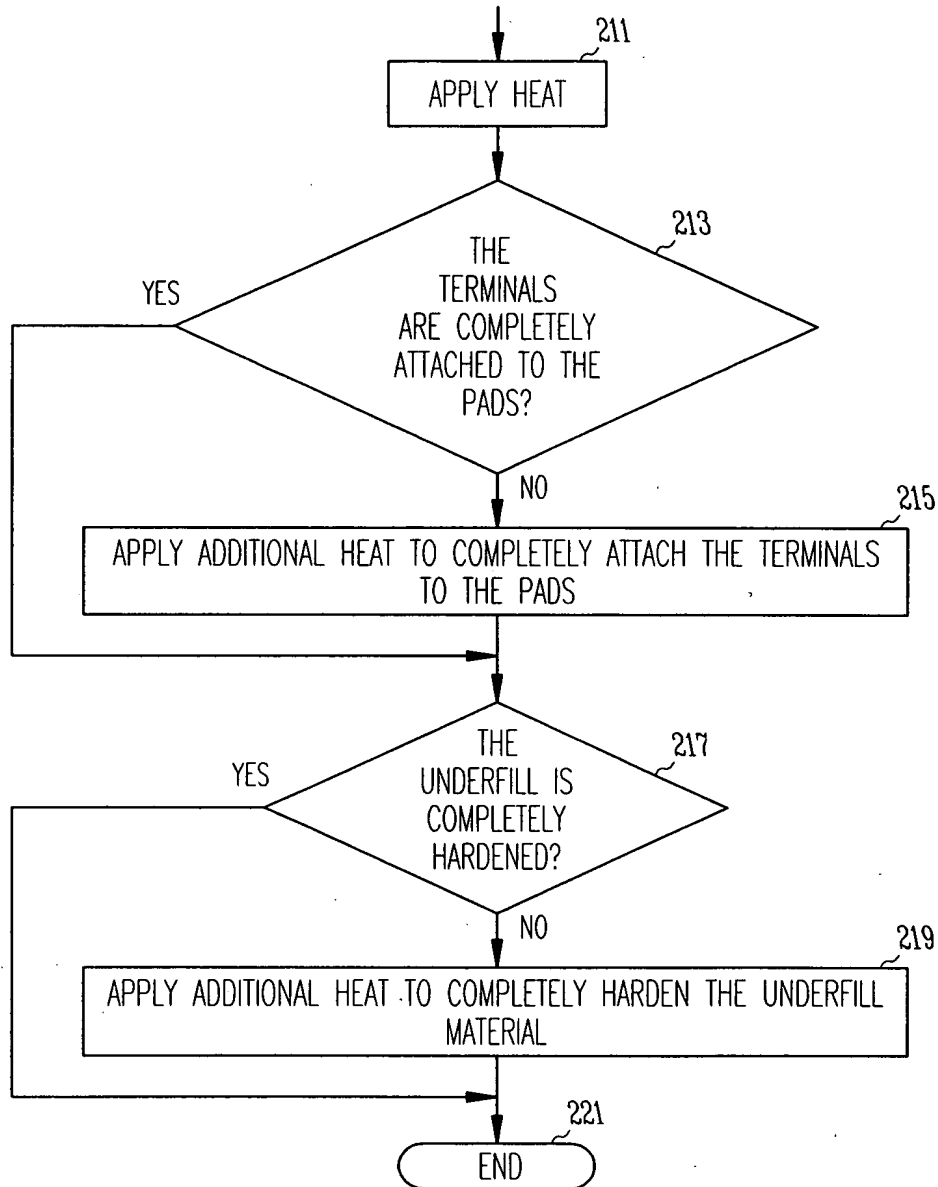 211
APPLY HEAT
213
THE
TERMINALS
ARE COMPLETELY
ATTACHED TO THE
PADS?
YES
NO
215
APPLY ADDITIONAL HEAT TO COMPLETELY ATTACH THE TERMINALS
TO THE PADS
217
THE
UNDERFILL IS
COMPLETELY
HARDENED?
YES
NO
219
APPLY ADDITIONAL HEAT TO COMPLETELY HARDEN THE UNDERFILL
MATERIAL
221
END